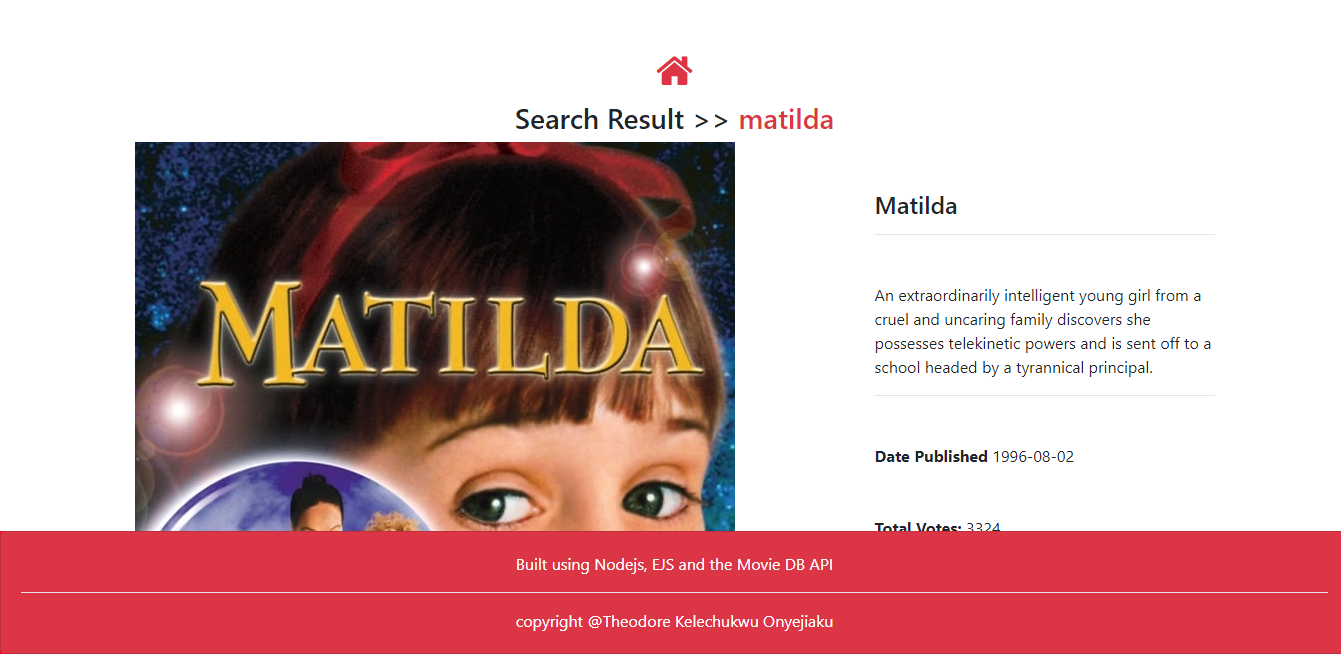 Search Result >> matilda
MATILDA
Matilda
An extraordinarily intelligent young girl from a
cruel and uncaring family discovers she
possesses telekinetic powers and is sent off to a
school headed by a tyrannical principal.
Date Published 1996-08-02
Total Votes: 3324
Built using Nodejs, EJS and the Movie DB API
copyright @Theodore Kelechukwu Onyejiaku